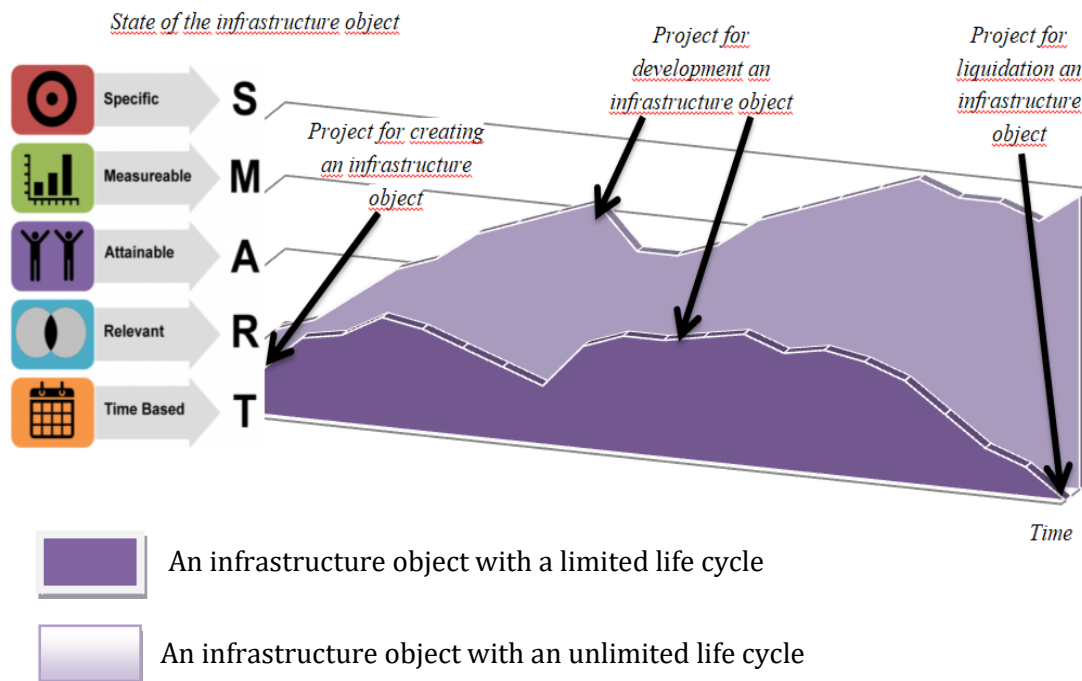 State of the infrastructure object
Specific
S
Measureable
M
Attainable
A
Relevant
R
Time Based
T
Project for creating
an infrastructure
object
Project for
development an
infrastructure object
Project for
liquidation an
infrastructure
object
Time
An infrastructure object with a limited life cycle
An infrastructure object with an unlimited life cycle